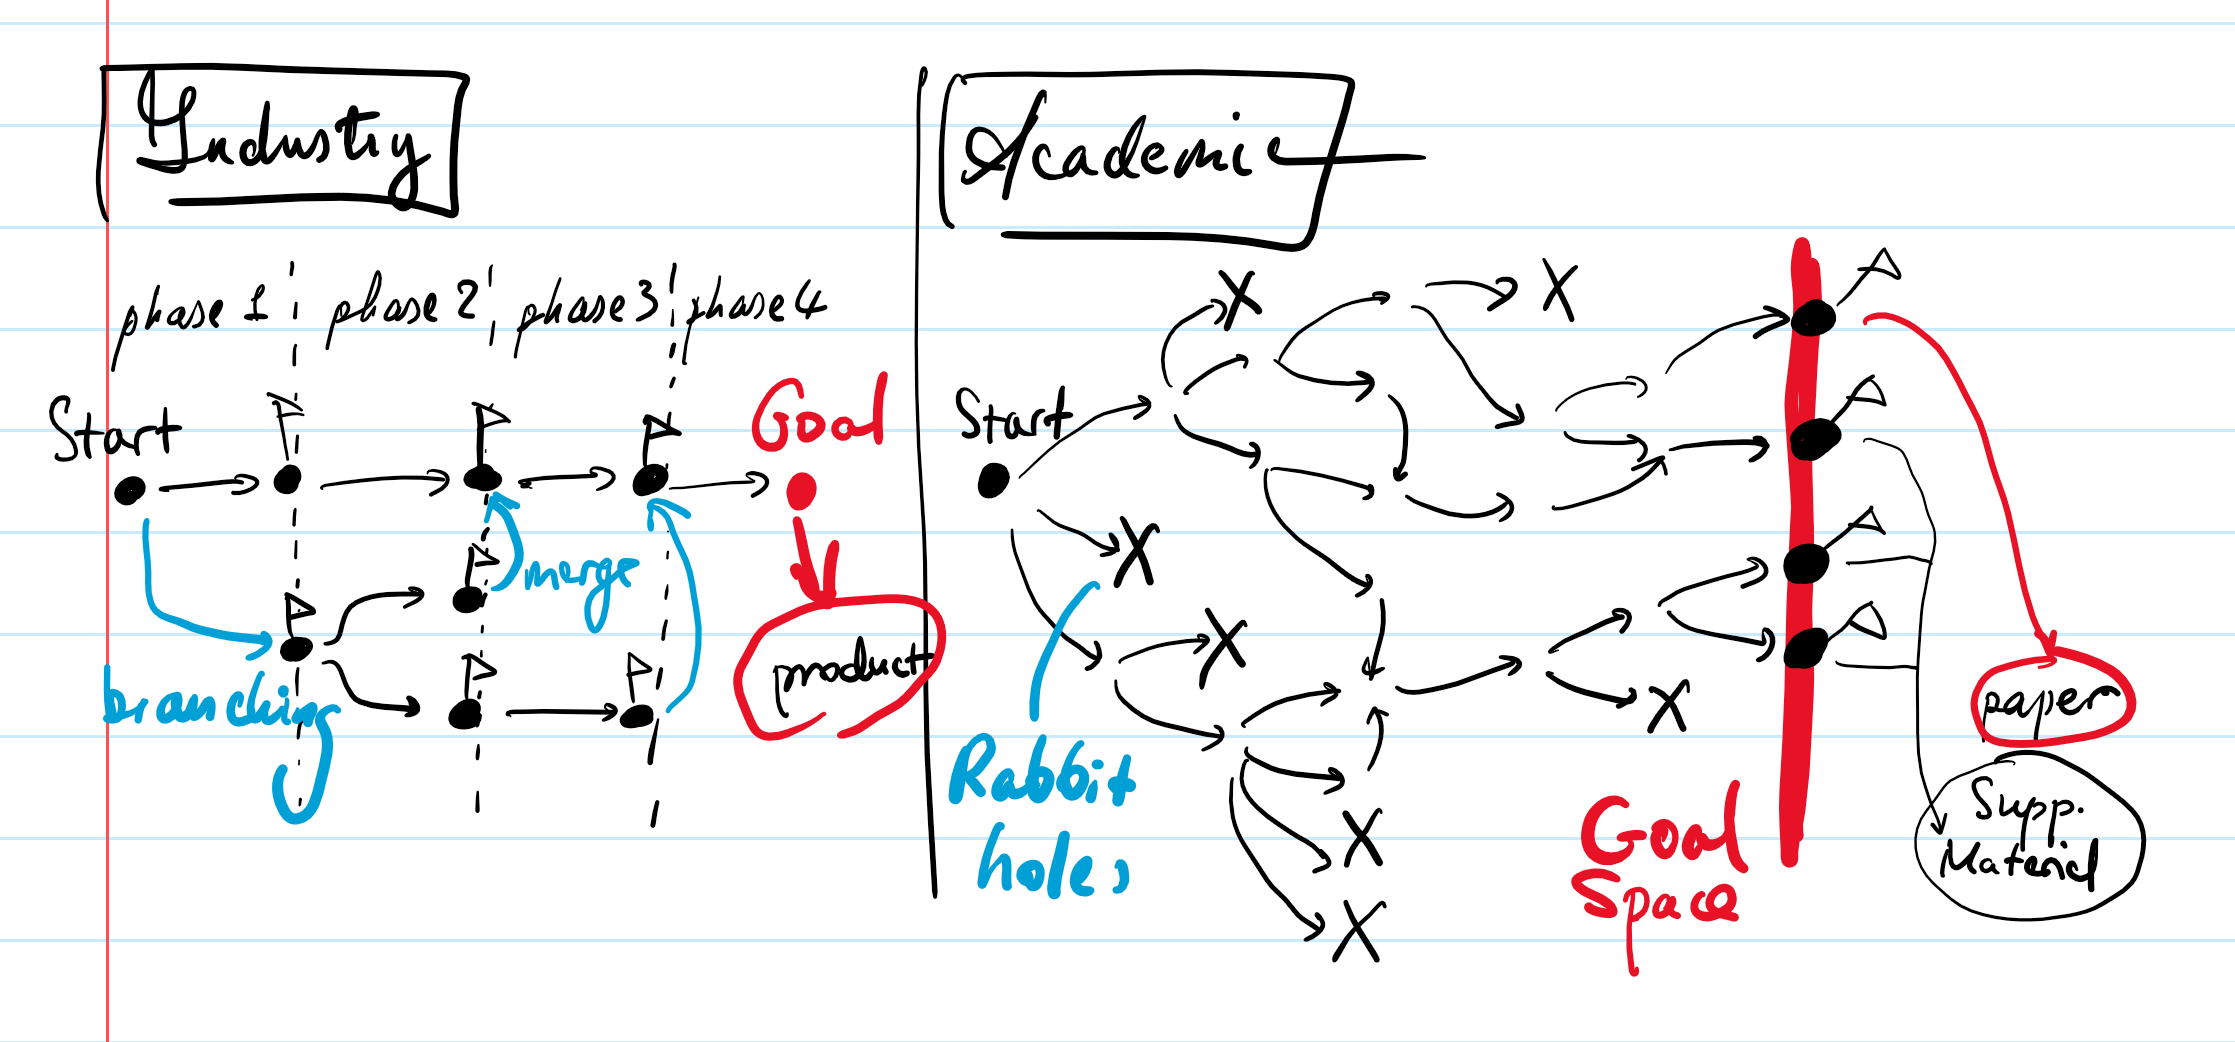 Industry
phase 1 phase 2 phase 3 phase 4
Start
Goal
merge
branching
product
Academic
X X
Start
X
X
X
Rabbit
holes
X
X
Goal
Space
paper
Supp.
Material